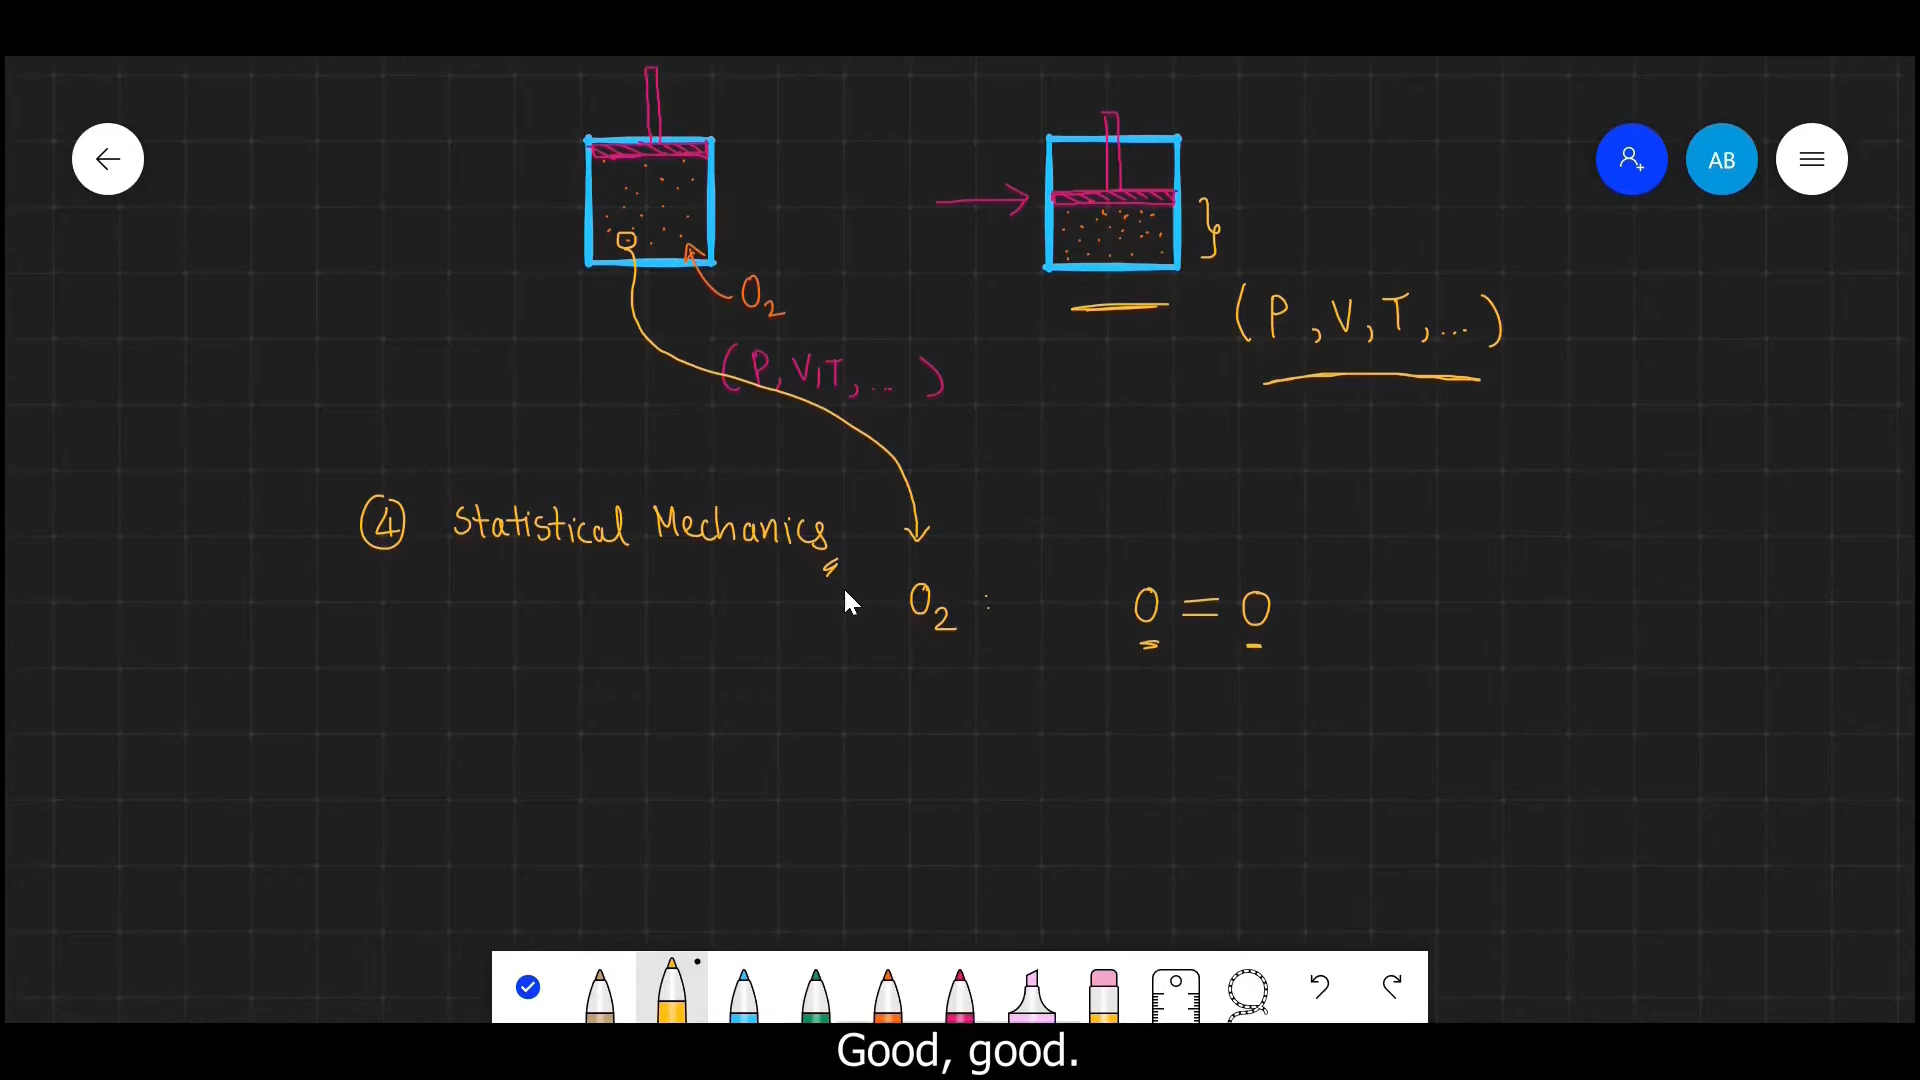 AB
O2
(P, V, T, ...)
(P, V, T, ...)
④ Statistical Mechanics
O2 : O = O
Good, good.